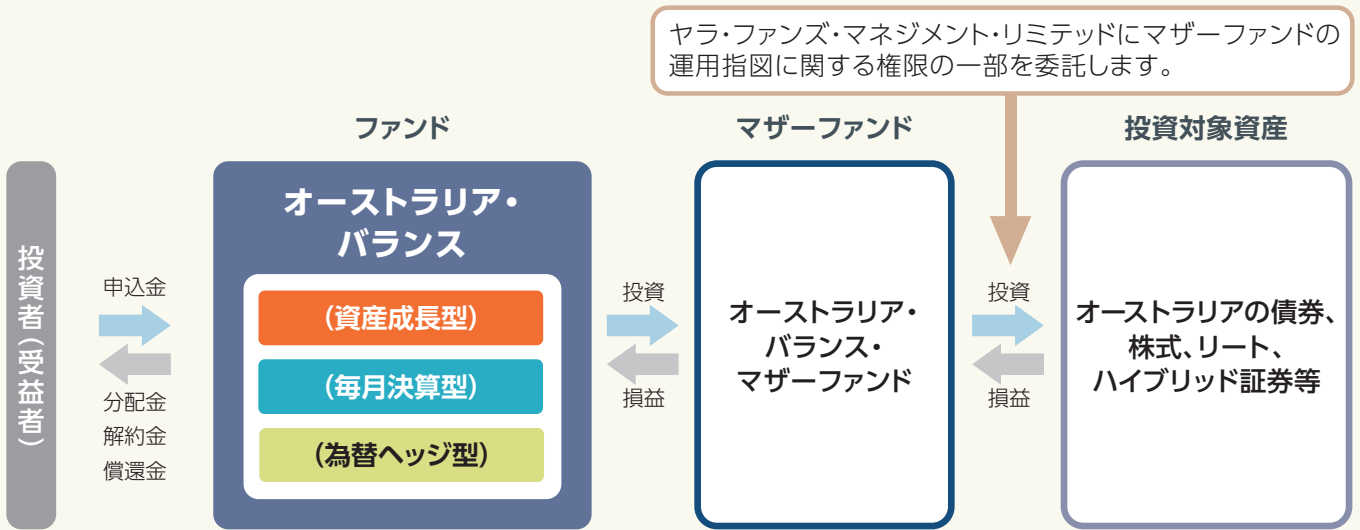 ヤラ・ファンズ・マネジメント・リミテッドにマザーファンドの
運用指図に関する権限の一部を委託します。
ファンド
マザーファンド
投資対象資産
投資者(受益者)
申込金
分配金
解約金
償還金
オーストラリア・
バランス
(資産成長型)
(毎月決算型)
(為替ヘッジ型)
投資
損益
オーストラリア・
バランス・
マザーファンド
投資
損益
オーストラリアの債券、
株式、リート、
ハイブリッド証券等